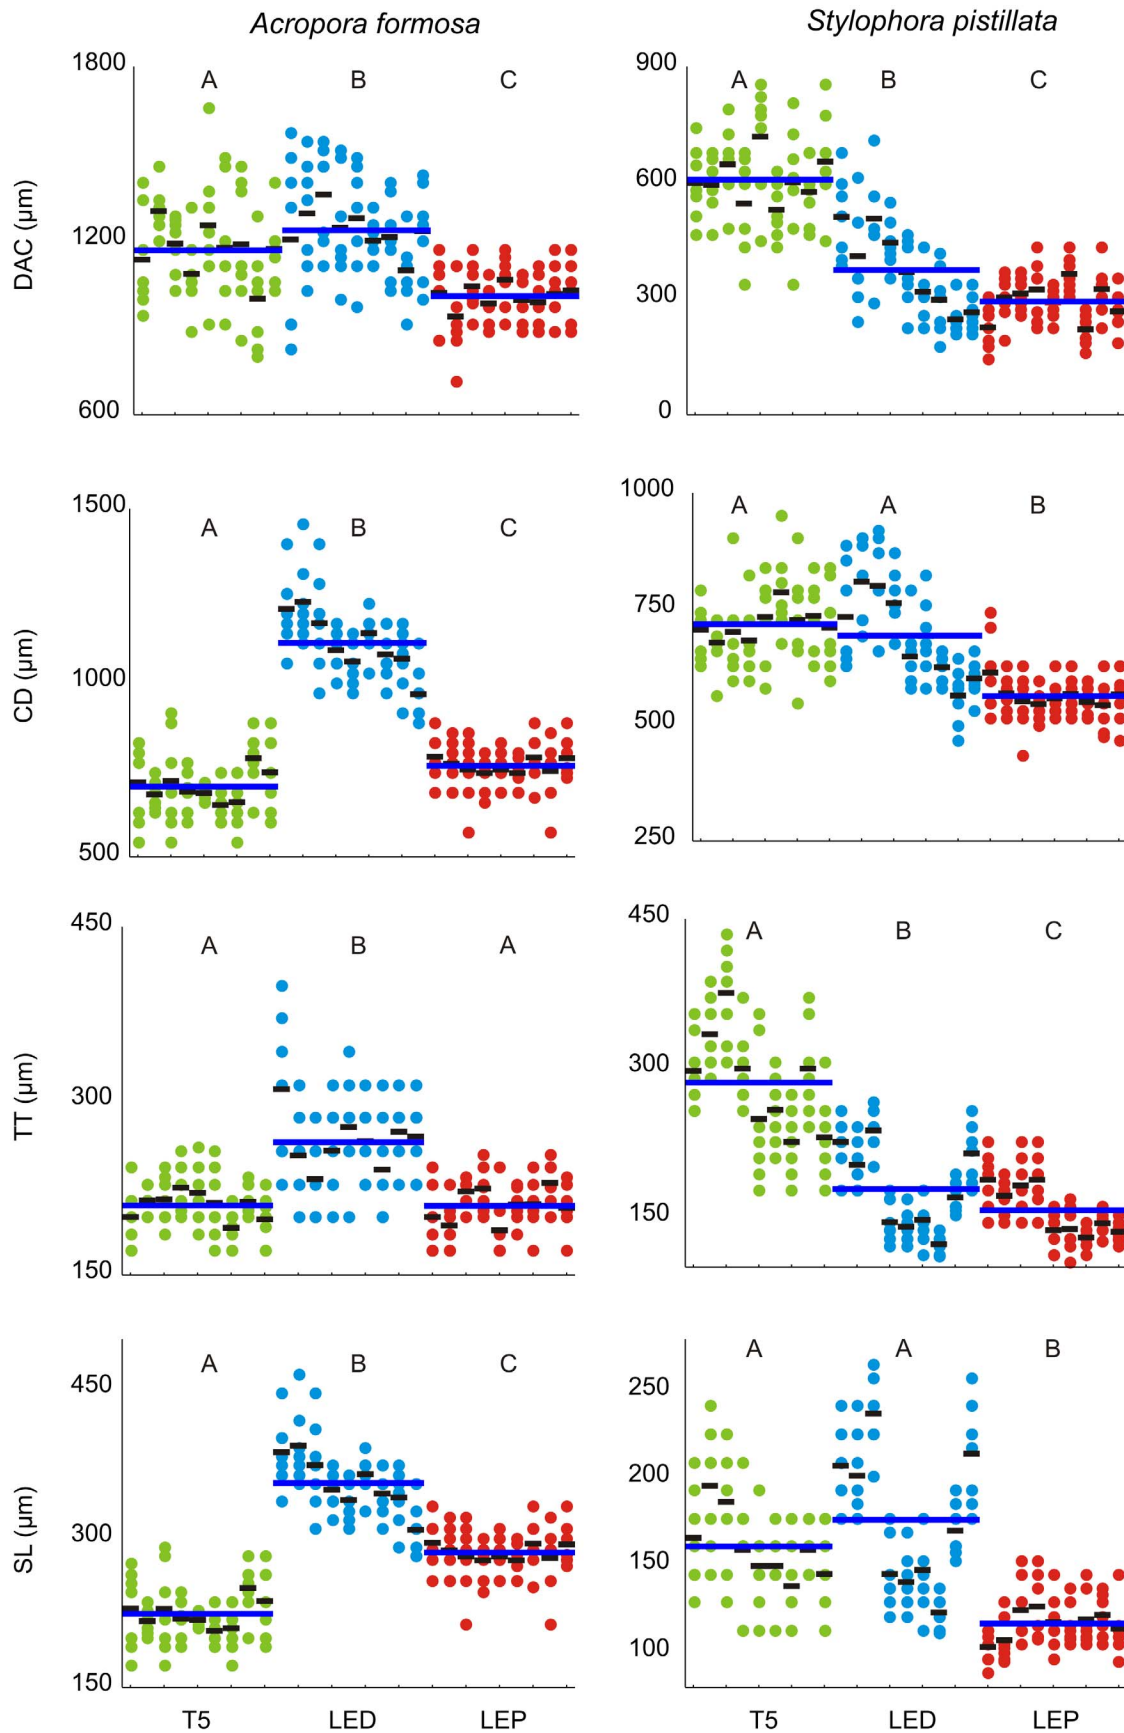 Acropora formosa
Stylophora pistillata
DAC (μm)
1800
1200
600
A B C
900
600
300
0
A B C
CD (μm)
1500
1000
500
A B C
1000
750
500
250
A A B
TT (μm)
450
300
150
A B A
450
300
150
A B C
SL (μm)
450
300
150
A B C
250
200
150
100
A A B
T5 LED LEP
T5 LED LEP